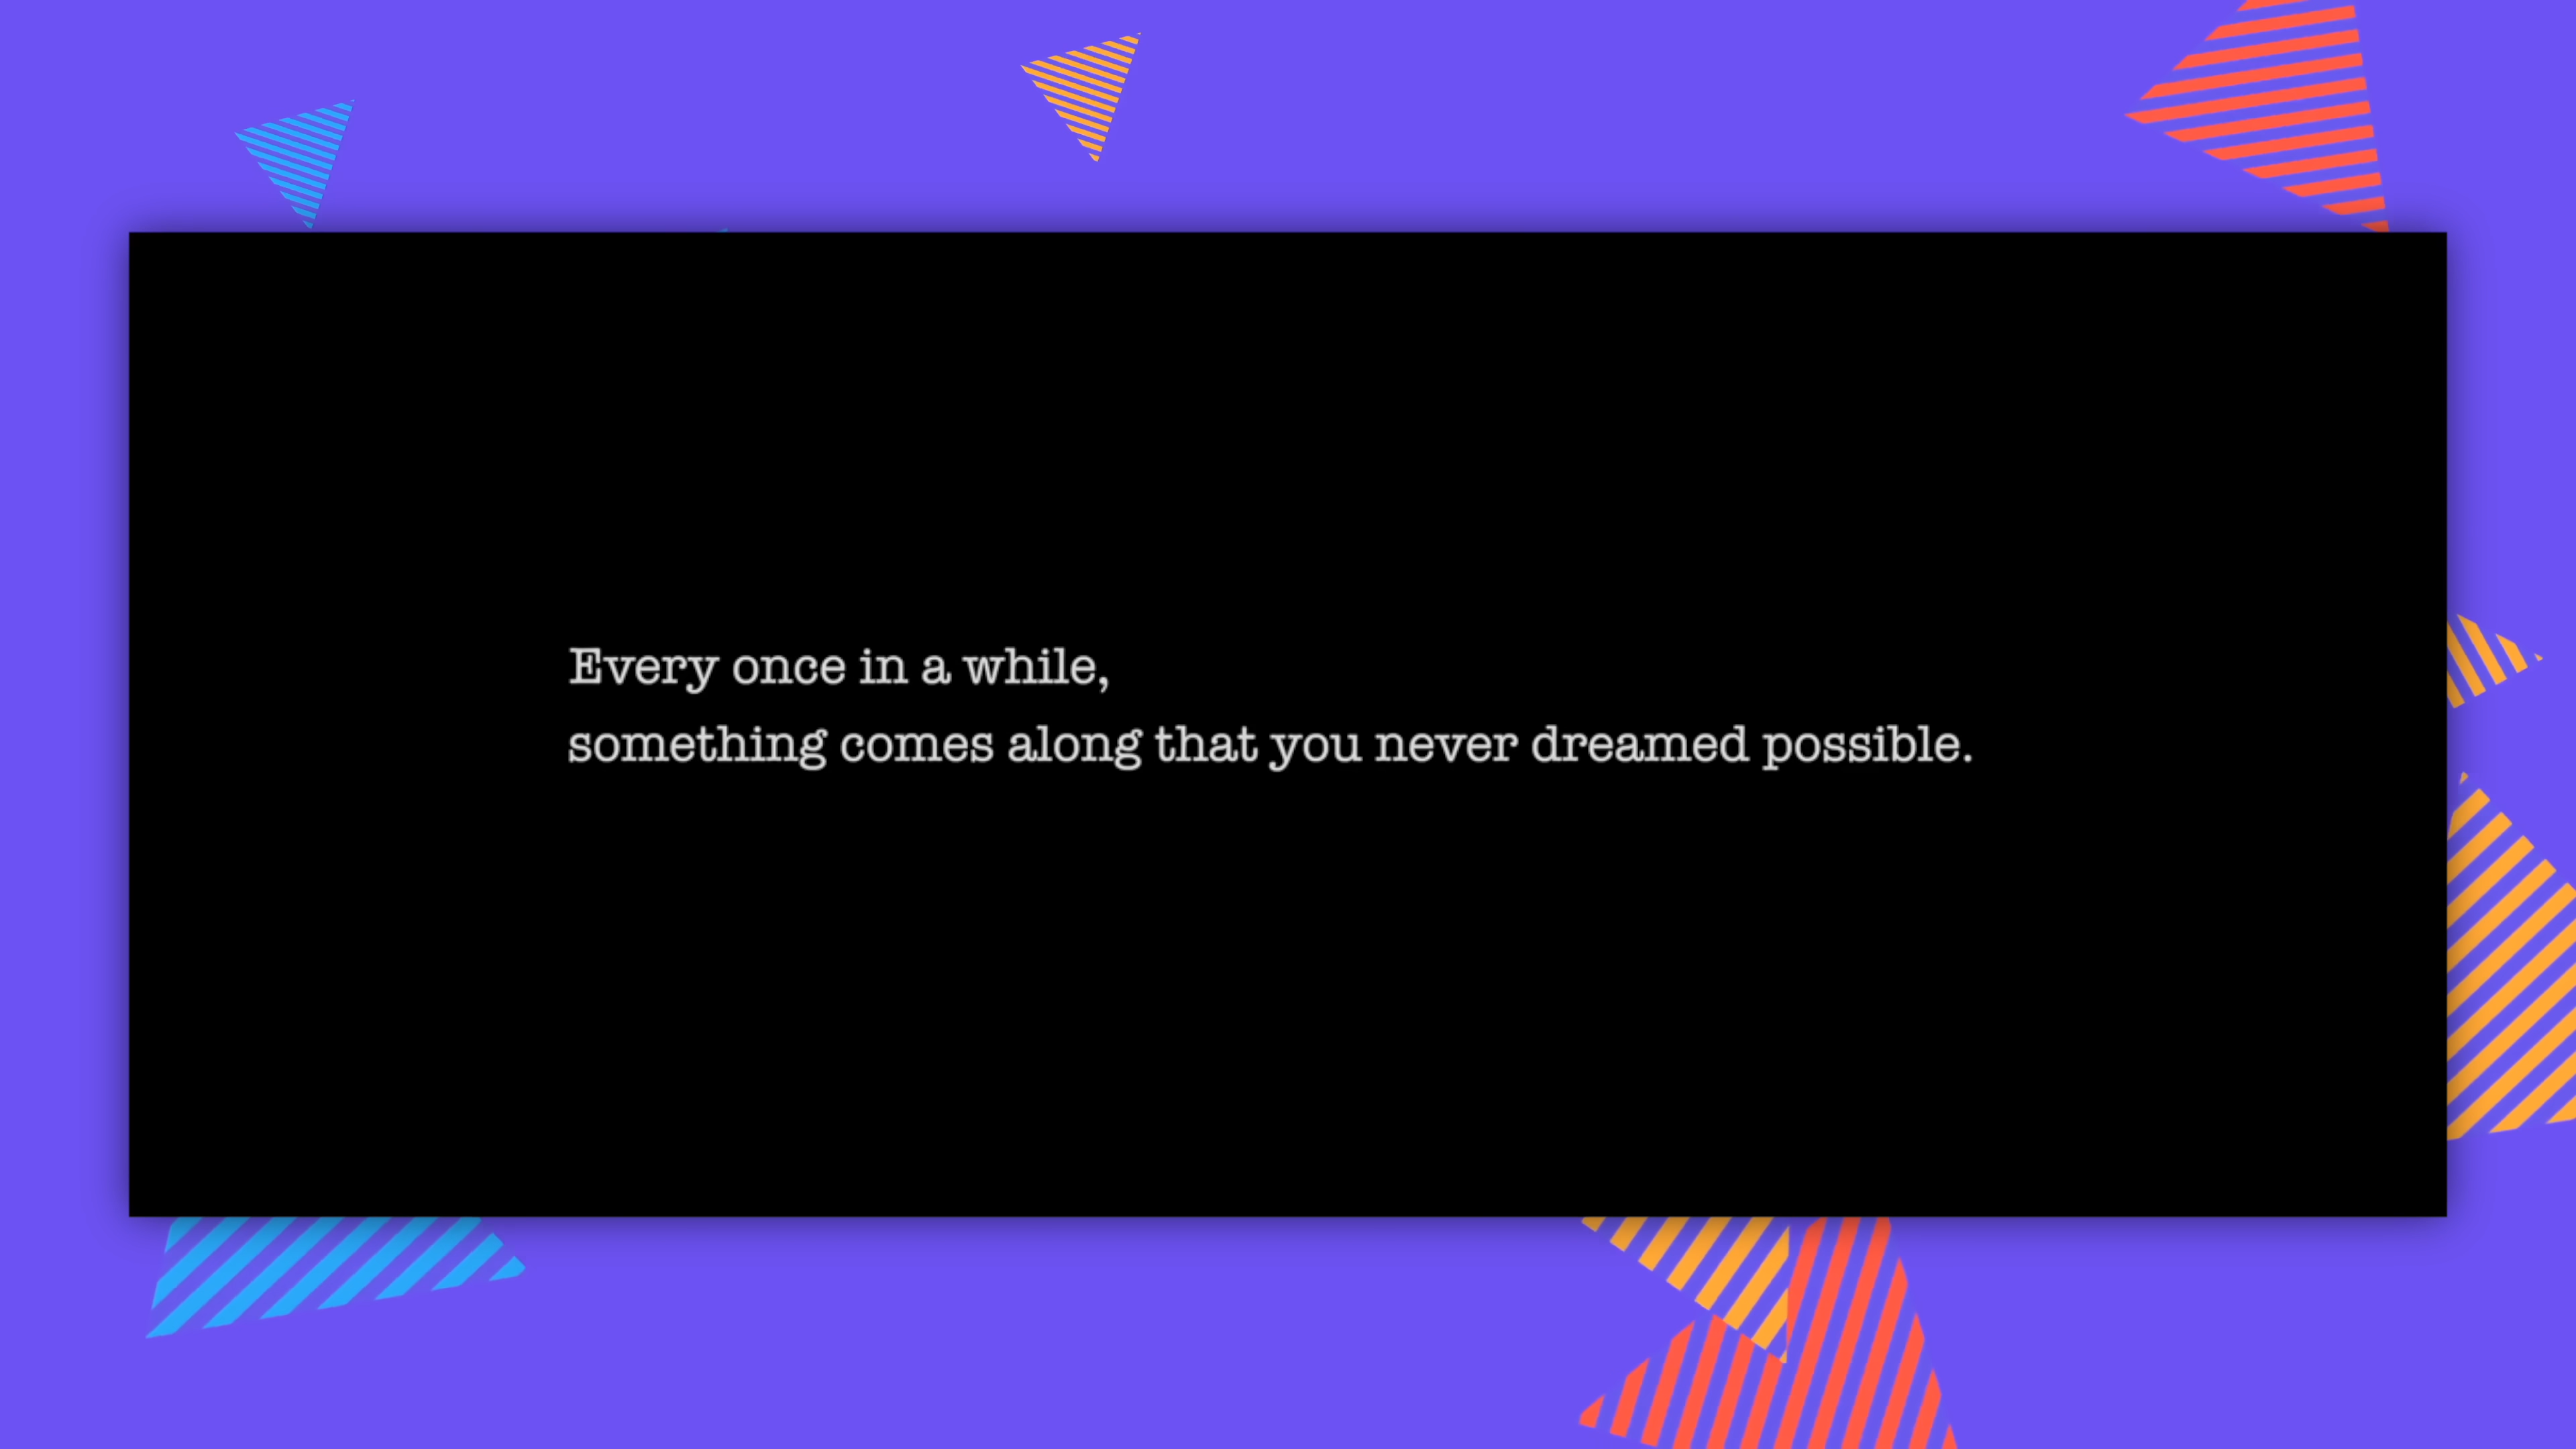 Every once in a while,
something comes along that you never dreamed possible.